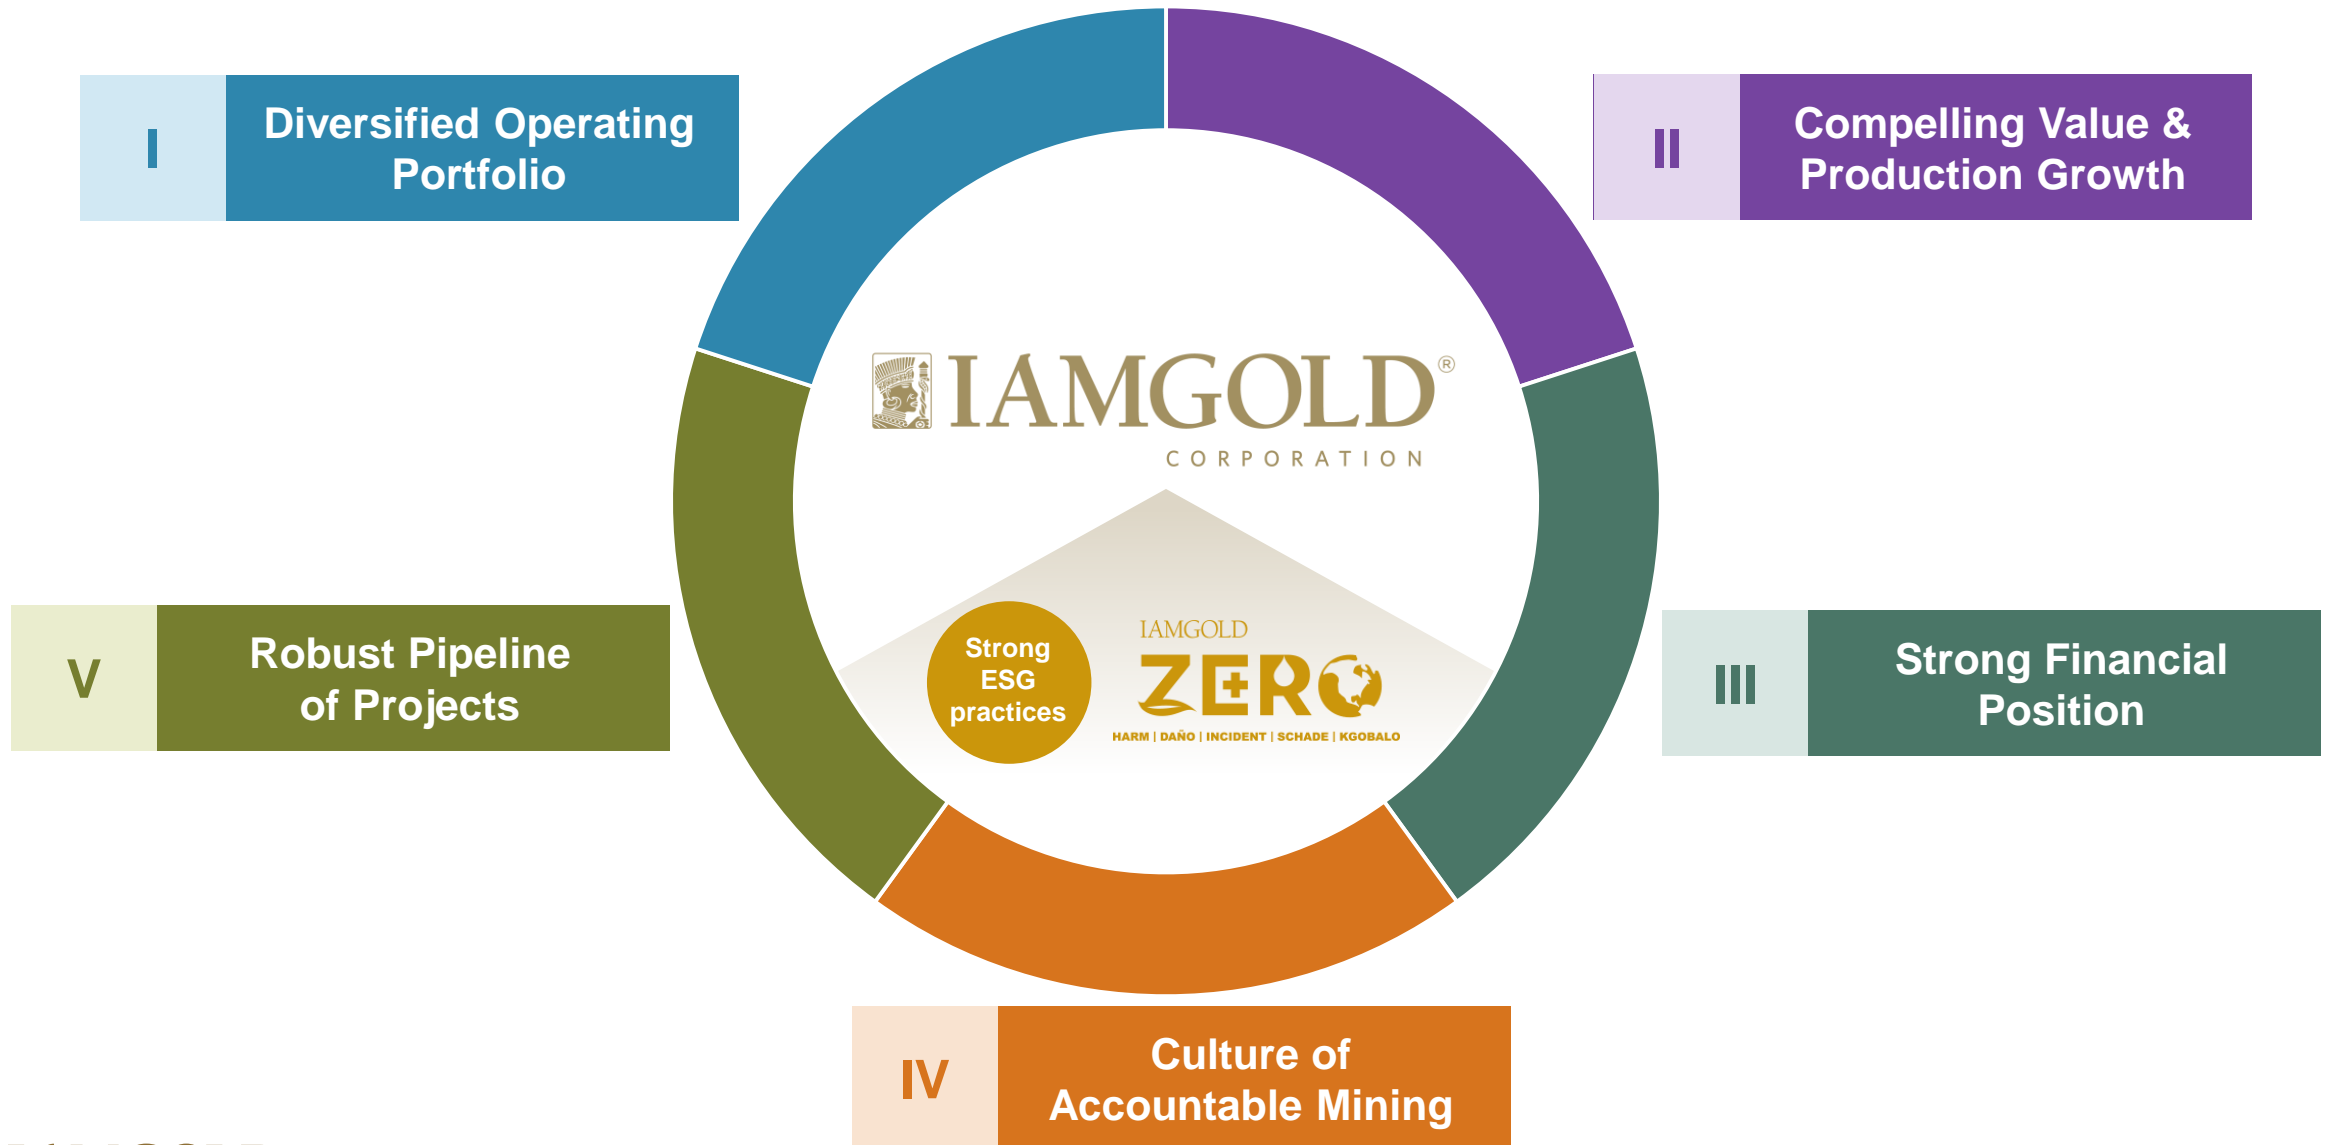 I
Diversified Operating
Portfolio
II
Compelling Value &
Production Growth
IAMGOLD®
CORPORATION
Strong
ESG
practices
IAMGOLD
ZERO
HARM | DAÑO | INCIDENT | SCHADE | KGOBALO
V
Robust Pipeline
of Projects
III
Strong Financial
Position
IV
Culture of
Accountable Mining